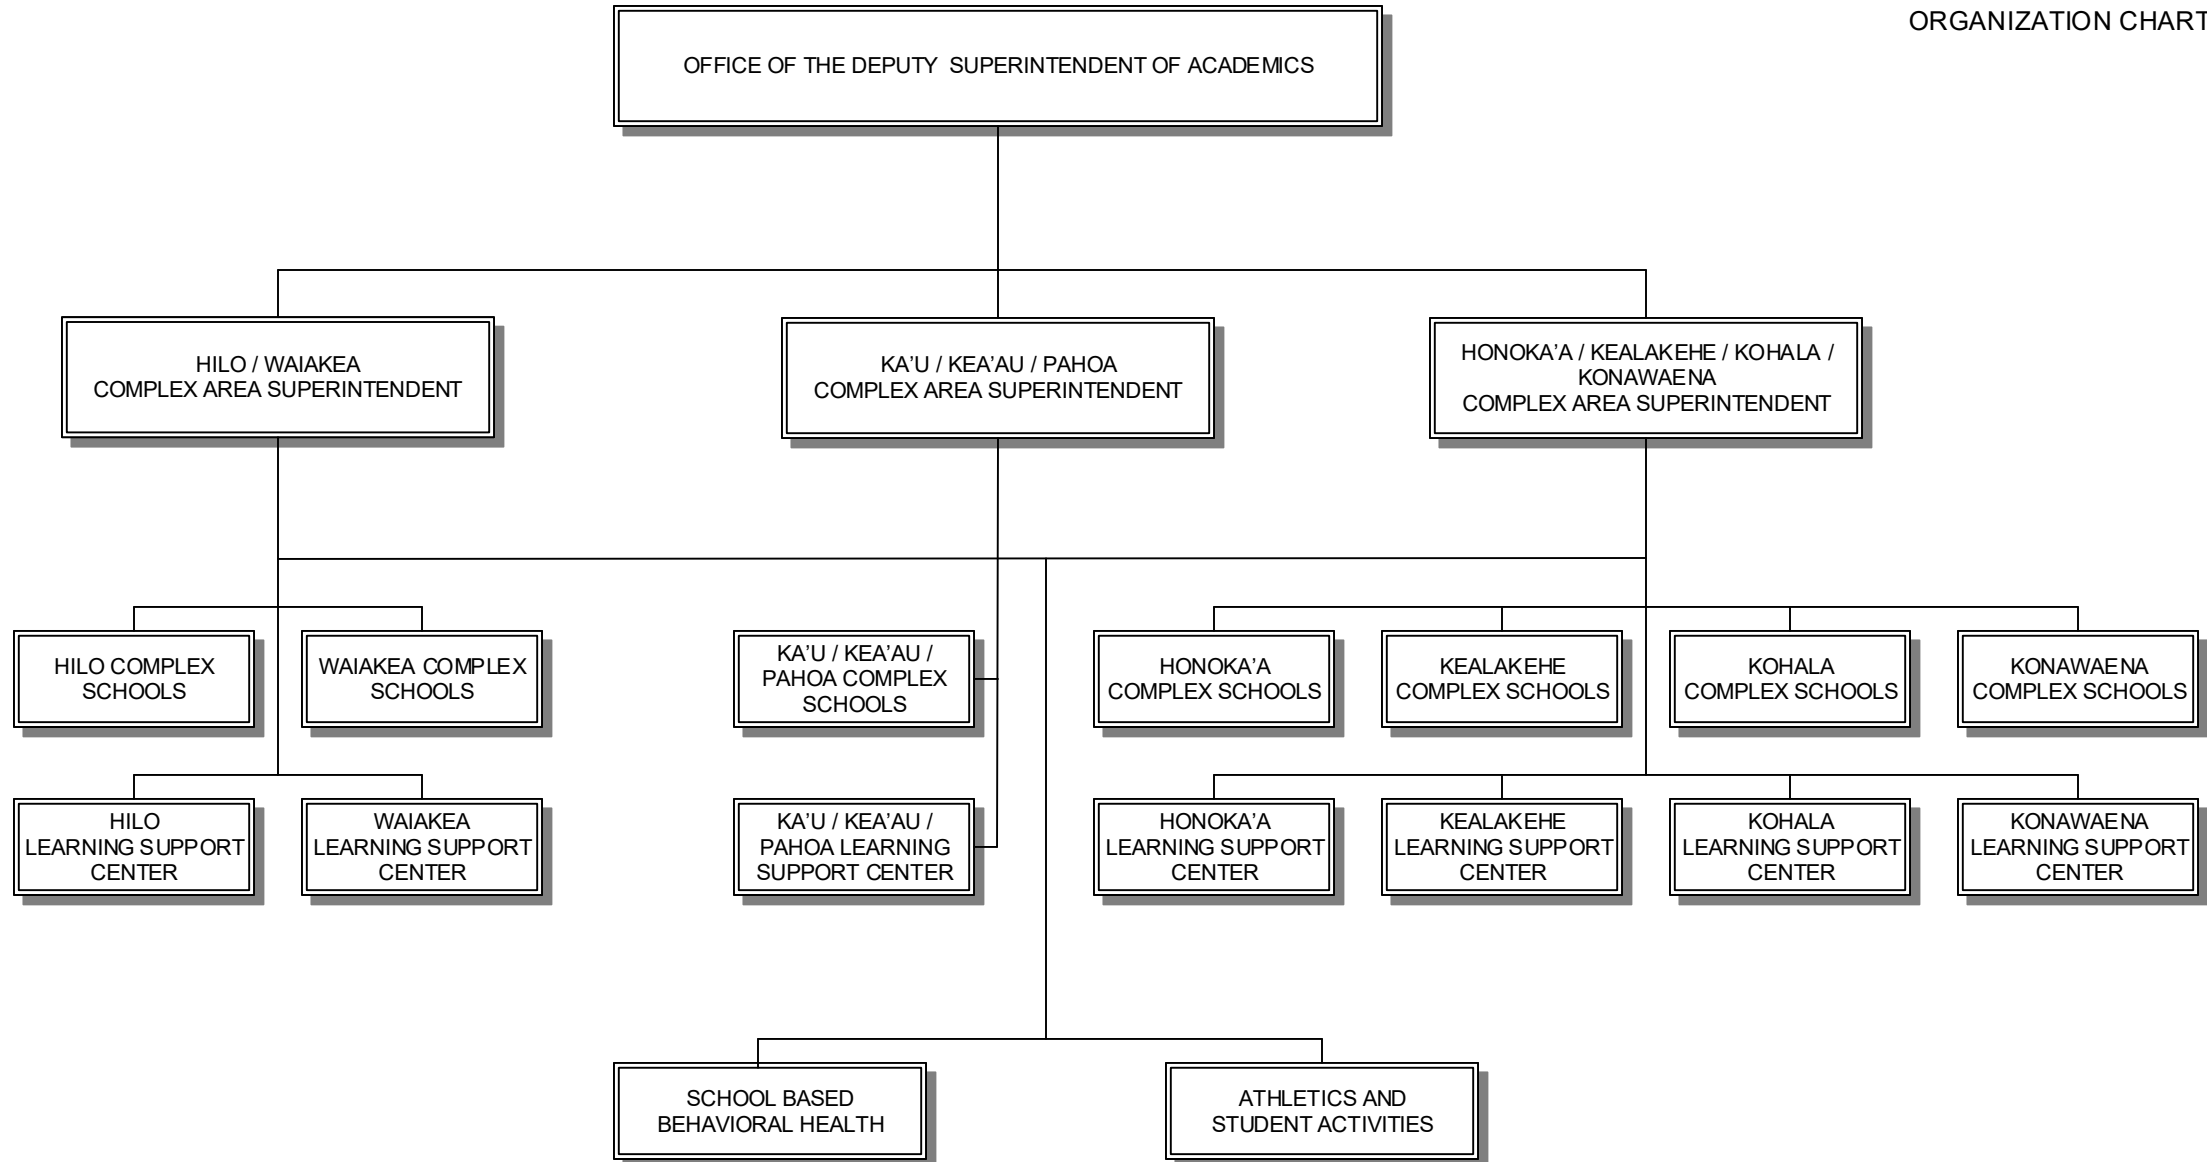 ORGANIZATION CHART
OFFICE OF THE DEPUTY SUPERINTENDENT OF ACADEMICS
HILO / WAIAKEA
COMPLEX AREA SUPERINTENDENT
KA’U / KEA’AU / PAHOA
COMPLEX AREA SUPERINTENDENT
HONOKA’A / KEALAKEHE / KOHALA /
KONAWAENA
COMPLEX AREA SUPERINTENDENT
HILO COMPLEX
SCHOOLS
WAIAKEA COMPLEX
SCHOOLS
KA’U / KEA’AU /
PAHOA COMPLEX
SCHOOLS
HONOKA’A
COMPLEX SCHOOLS
KEALAKEHE
COMPLEX SCHOOLS
KOHALA
COMPLEX SCHOOLS
KONAWAENA
COMPLEX SCHOOLS
HILO
LEARNING SUPPORT
CENTER
WAIAKEA
LEARNING SUPPORT
CENTER
KA’U / KEA’AU /
PAHOA LEARNING
SUPPORT CENTER
HONOKA’A
LEARNING SUPPORT
CENTER
KEALAKEHE
LEARNING SUPPORT
CENTER
KOHALA
LEARNING SUPPORT
CENTER
KONAWAENA
LEARNING SUPPORT
CENTER
SCHOOL BASED
BEHAVIORAL HEALTH
ATHLETICS AND
STUDENT ACTIVITIES